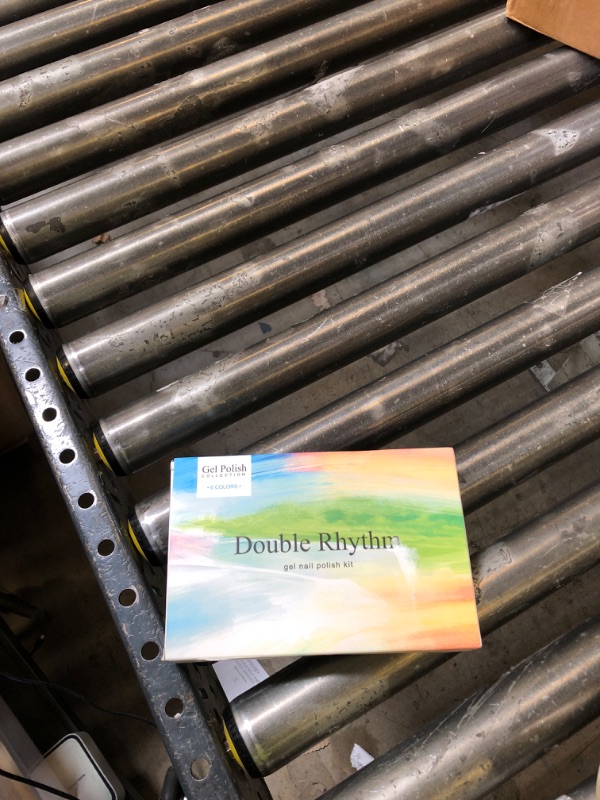 Gel Polish
COLLECTION
• 6 COLORS •
Double Rhythm
gel nail polish kit